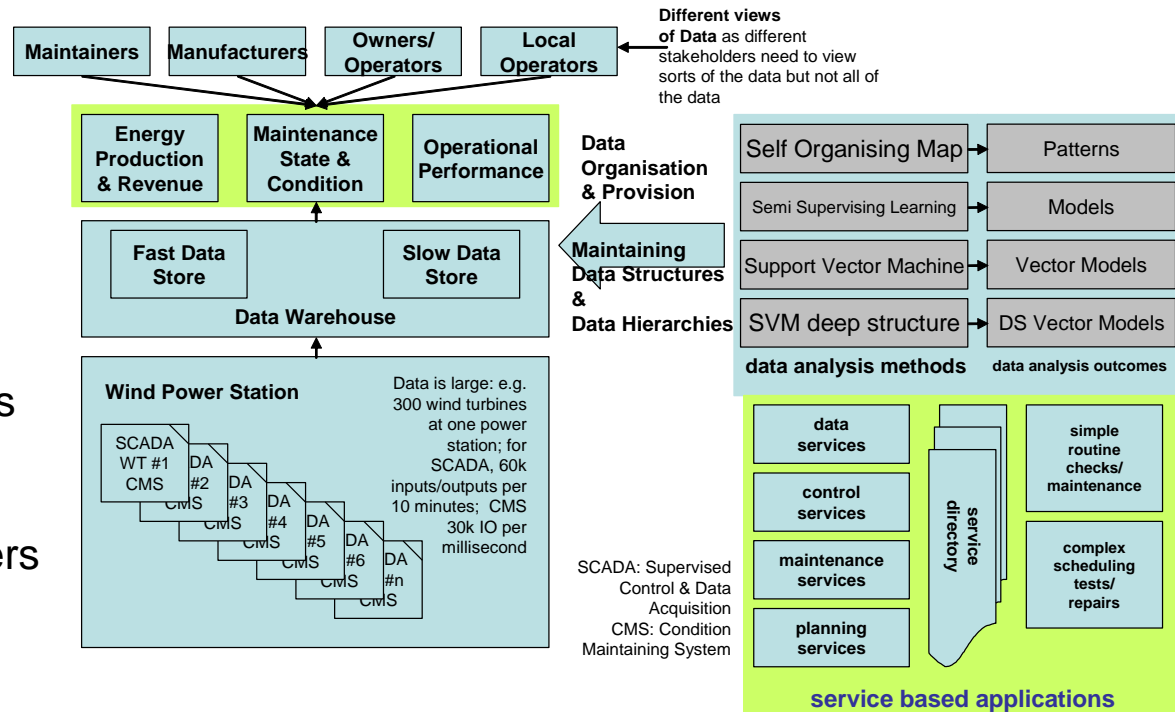 Maintainers
Manufacturers
Owners/
Operators
Local
Operators
Different views
of Data as different
stakeholders need to view
sorts of the data but not all of
the data
Energy
Production
& Revenue
Maintenance
State &
Condition
Operational
Performance
Data
Organisation
& Provision
Maintaining
Data Structures
&
Data Hierarchies
Fast Data
Store
Slow Data
Store
Data Warehouse
Self Organising Map
Patterns
Semi Supervising Learning
Models
Support Vector Machine
Vector Models
SVM deep structure
DS Vector Models
data analysis methods
data analysis outcomes
s
ers
Wind Power Station
Data is large: e.g.
300 wind turbines
at one power
station; for
SCADA, 60k
inputs/outputs per
10 minutes; CMS
30k IO per
millisecond
SCADA
WT #1
CMS
DA
#2
CMS
DA
#3
CMS
DA
#4
CMS
DA
#5
CMS
DA
#6
CMS
DA
#n
CMS
SCADA: Supervised
Control & Data
Acquisition
CMS: Condition
Maintaining System
data
services
control
services
maintenance
services
planning
services
service
directory
simple
routine
checks/
maintenance
complex
scheduling
tests/
repairs
service based applications